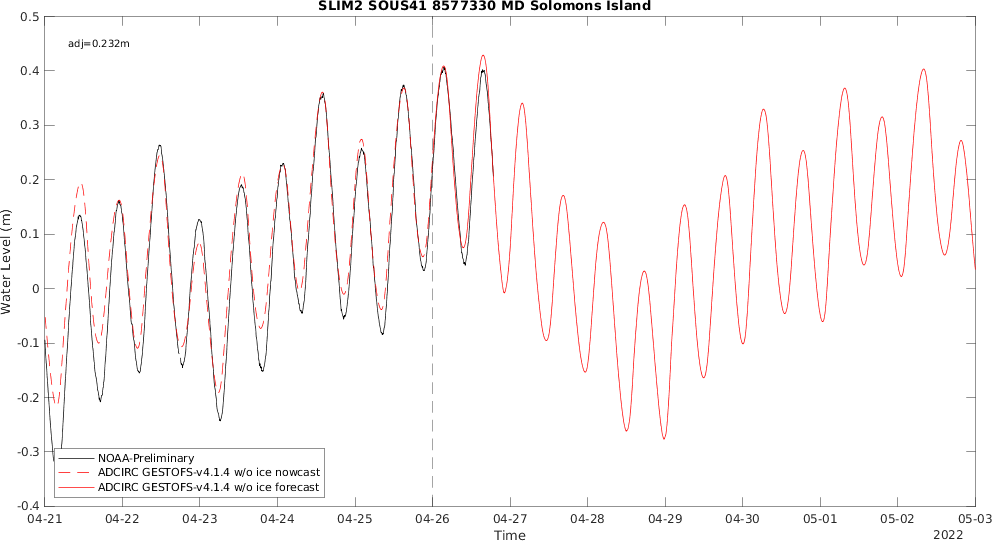 SLIM2 SOUS41 8577330 MD Solomons Island
adj=0.232m
0.5
0.4
0.3
0.2
0.1
0
-0.1
-0.2
-0.3
-0.4
Water Level (m)
NOAA-Preliminary
ADCIRC GESTOFS-v4.1.4 w/o ice nowcast
ADCIRC GESTOFS-v4.1.4 w/o ice forecast
04-21 04-22 04-23 04-24 04-25 04-26 04-27 04-28 04-29 04-30 05-01 05-02 05-03
Time
2022